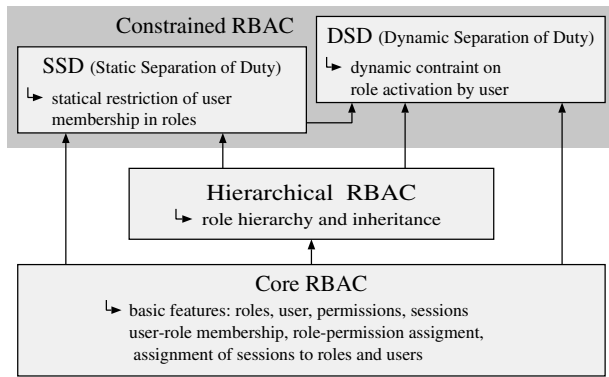 Constrained RBAC
SSD (Static Separation of Duty)
statical restriction of user
membership in roles
DSD (Dynamic Separation of Duty)
dynamic contraint on
role activation by user
Hierarchical RBAC
role hierarchy and inheritance
Core RBAC
basic features: roles, user, permissions, sessions
user-role membership, role-permission assigment,
assignment of sessions to roles and users